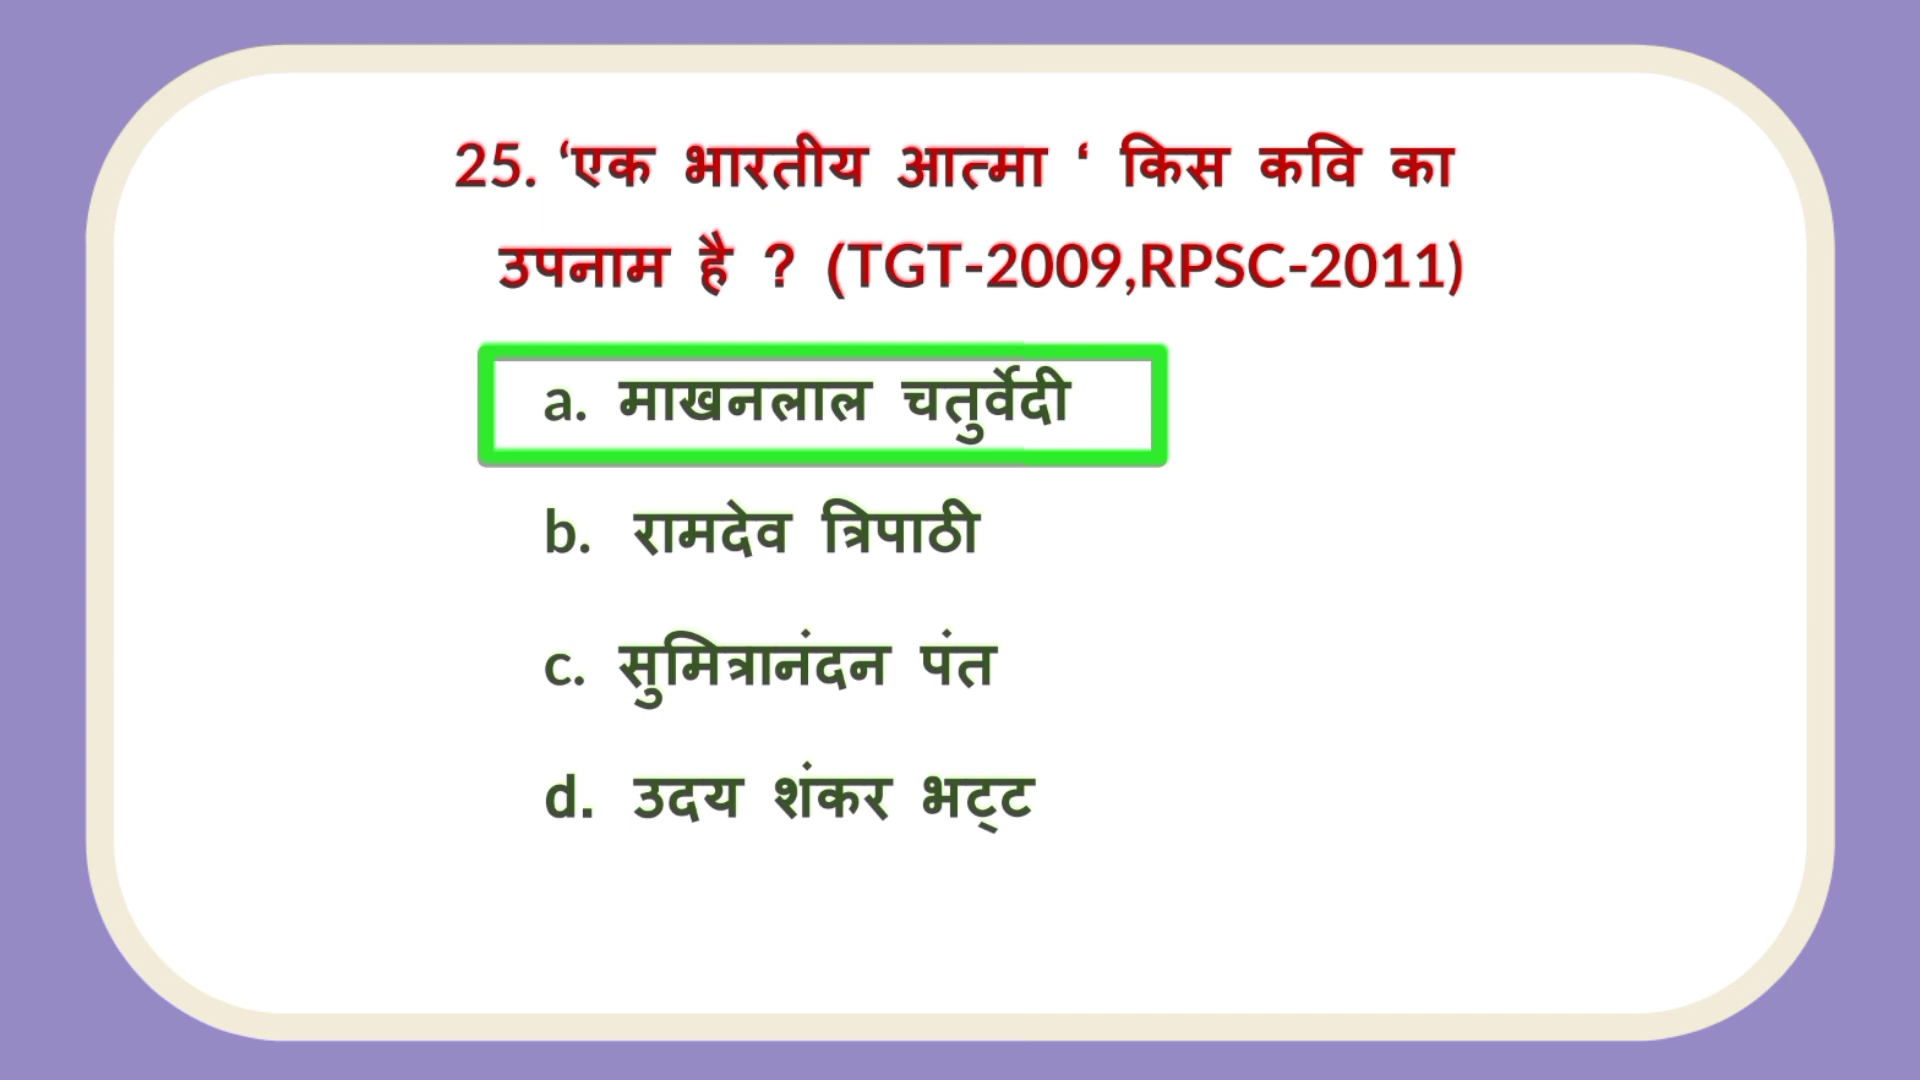 25. ‘एक भारतीय आत्मा ‘ किस कवि का
उपनाम है ? (TGT-2009,RPSC-2011)
a. माखनलाल चतुर्वेदी
b. रामदेव त्रिपाठी
c. सुमित्रानंदन पंत
d. उदय शंकर भट्ट